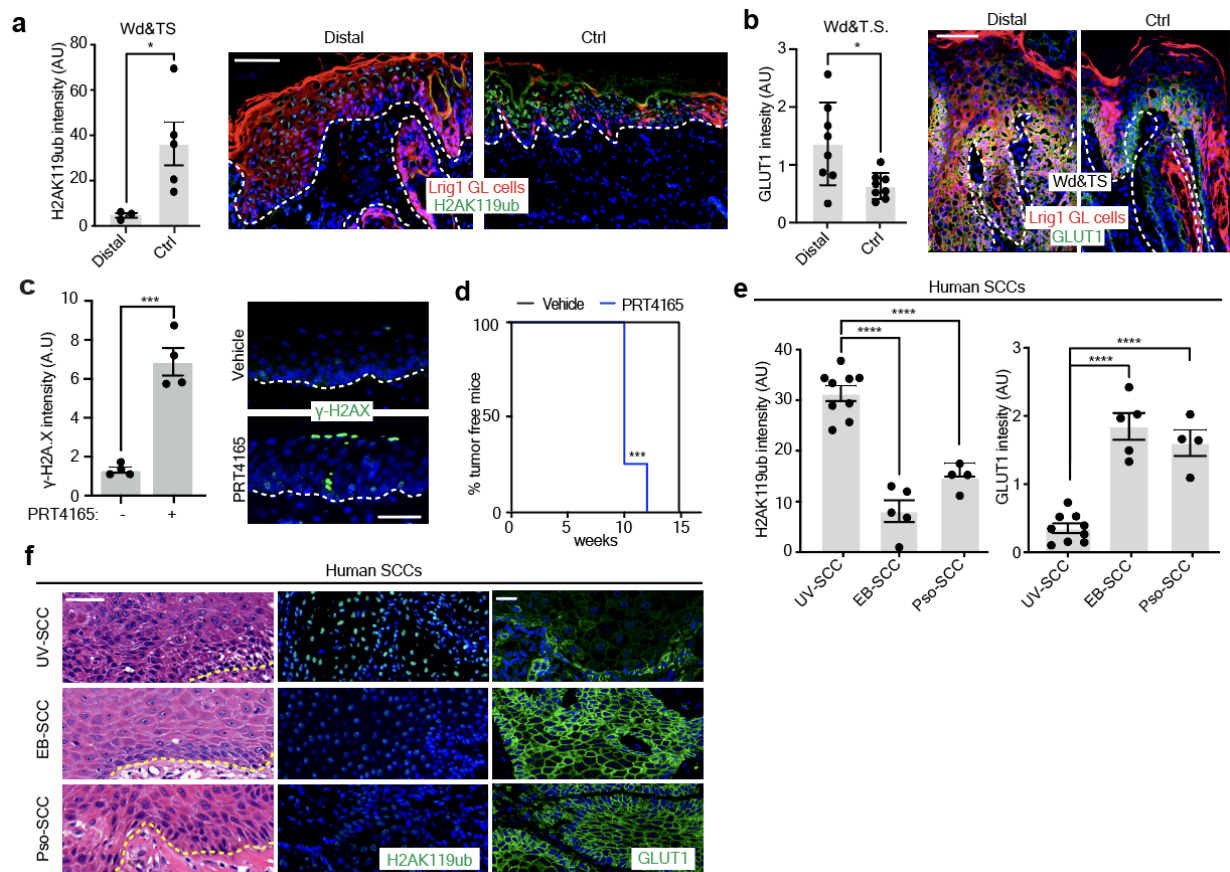 a
Wd&TS
*
H2AK119ub intensity (AU)
80
60
40
20
0
Distal
Ctrl
Distal
Ctrl
Lrig1 GL cells
H2AK119ub
b
Wd&T.S.
*
GLUT1 intesity (AU)
3
2
1
0
Distal
Ctrl
Distal
Ctrl
Wd&TS
Lrig1 GL cells
GLUT1
c
***
γ-H2A.X intensity (A.U)
10
8
6
4
2
0
PRT4165: - +
Vehicle
γ-H2AX
PRT4165
d
Vehicle PRT4165
% tumor free mice
100
50
0
***
0 5 10 15
weeks
e
Human SCCs
****
****
H2AK119ub intensity (AU)
40
30
20
10
0
UV-SCC
EB-SCC
Pso-SCC
****
****
GLUT1 intesity (AU)
3
2
1
0
UV-SCC
EB-SCC
Pso-SCC
f
Human SCCs
UV-SCC
EB-SCC
Pso-SCC
H2AK119ub
GLUT1